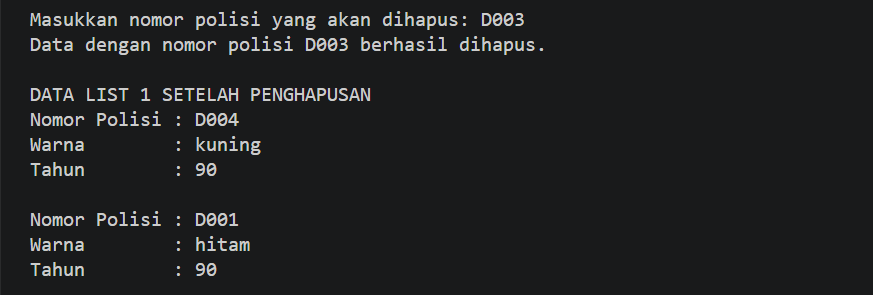 Masukkan nomor polisi yang akan dihapus: D003
Data dengan nomor polisi D003 berhasil dihapus.
DATA LIST 1 SETELAH PENGHAPUSAN
Nomor Polisi : D004
Warna        : kuning
Tahun        : 90
Nomor Polisi : D001
Warna        : hitam
Tahun        : 90